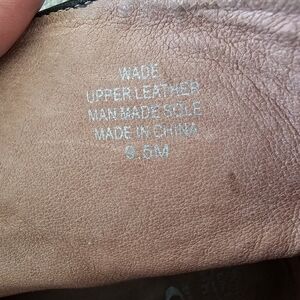 WADE
UPPER LEATHER
MAN MADE SOLE
MADE IN CHINA
9.5M